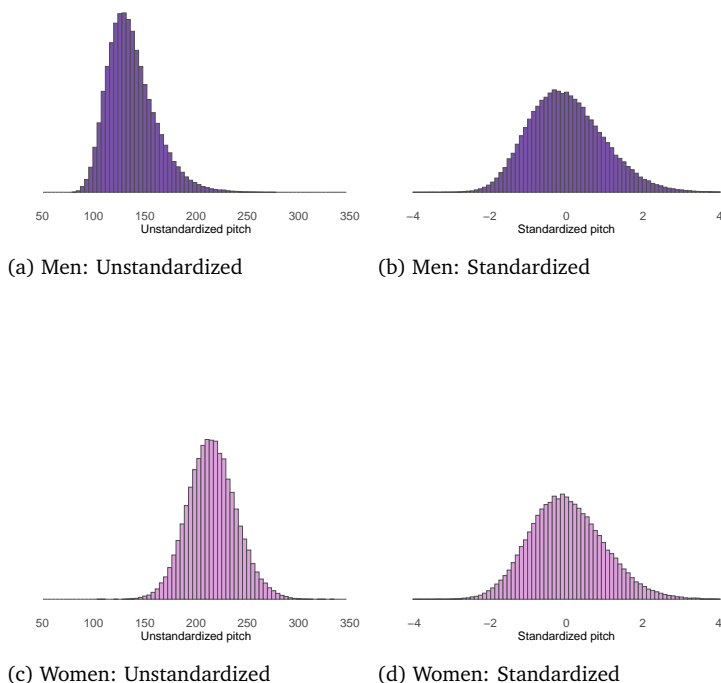 50 100 150 200 250 300 350
Unstandardized pitch
−4 −2 0 2 4
Standardized pitch
(a) Men: Unstandardized
(b) Men: Standardized
50 100 150 200 250 300 350
Unstandardized pitch
−4 −2 0 2 4
Standardized pitch
(c) Women: Unstandardized
(d) Women: Standardized